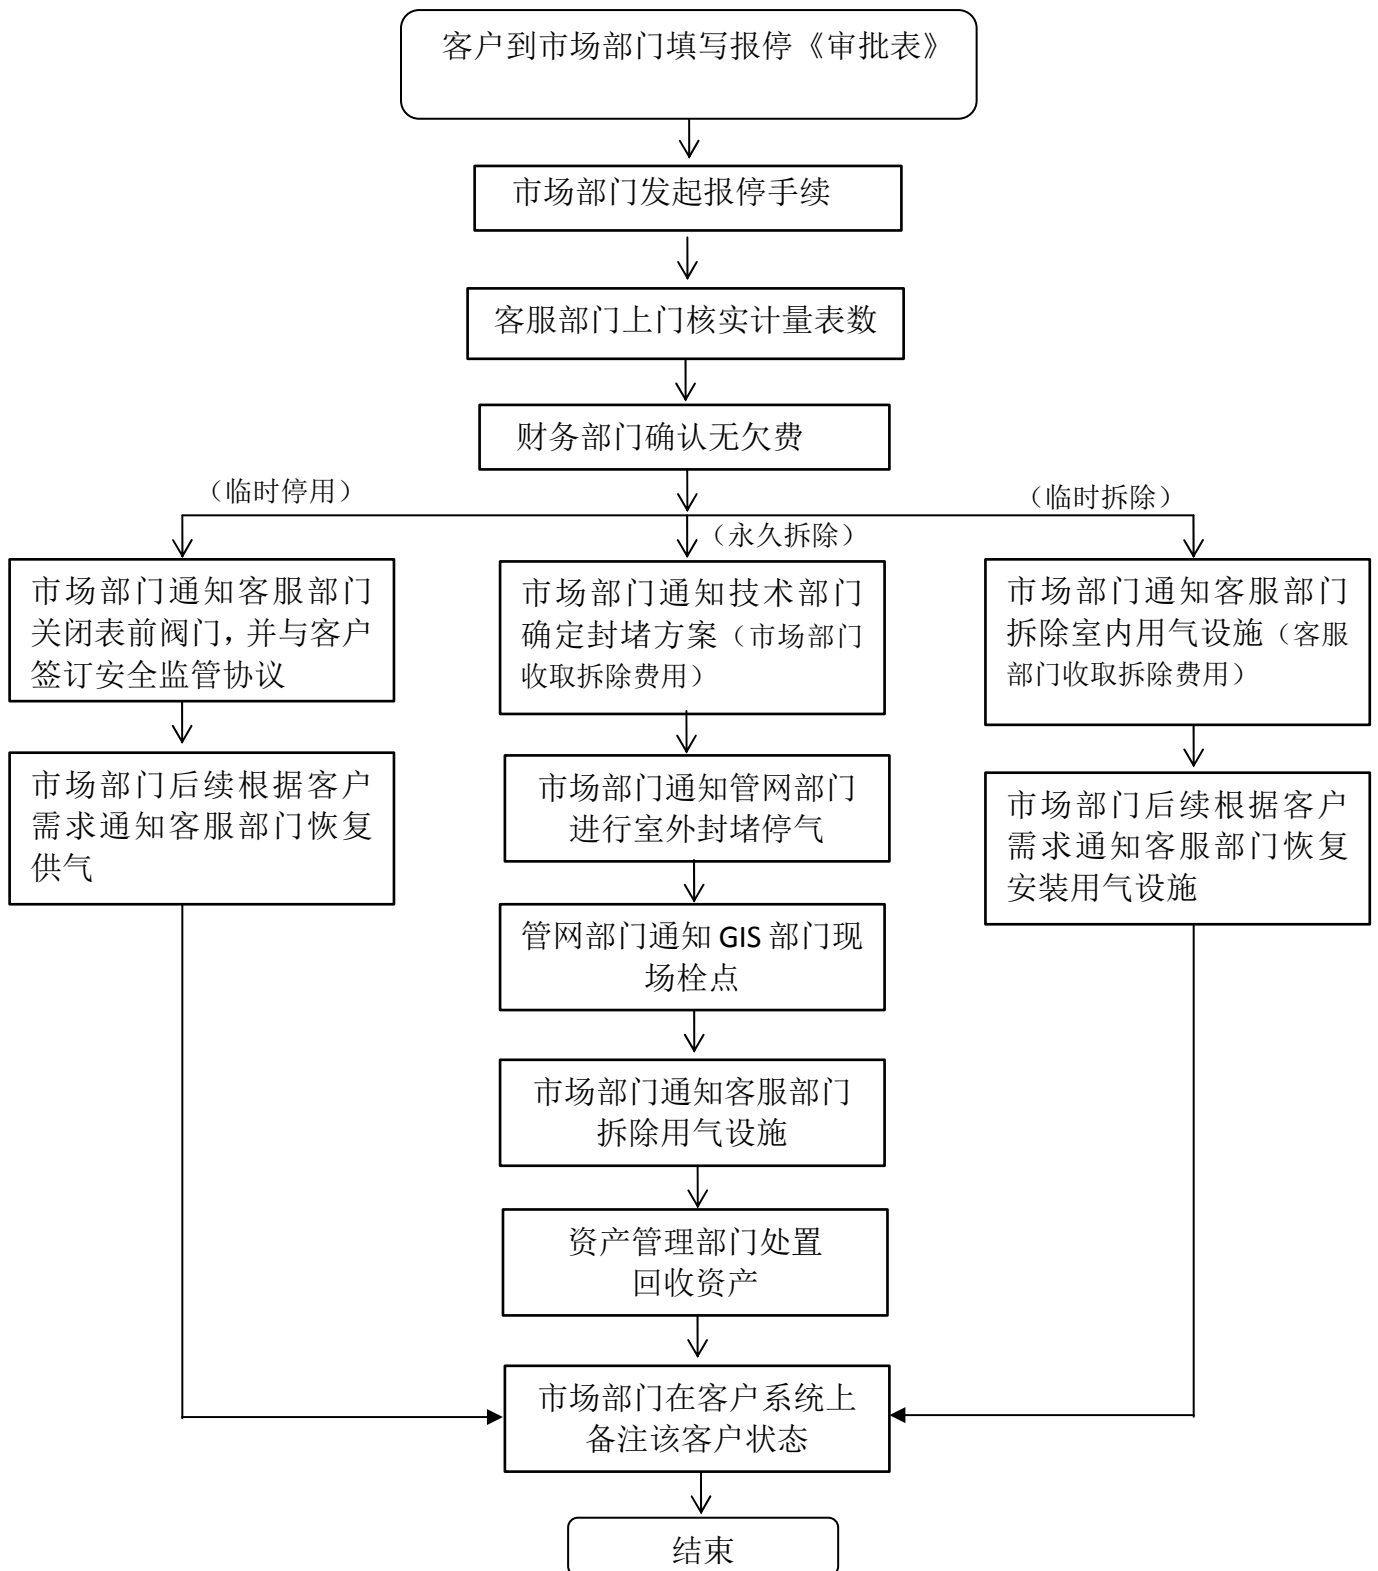 客户到市场部门填写报停《审批表》
市场部门发起报停手续
客服部门上门核实计量表数
财务部门确认无欠费
（临时停用）
（永久拆除）
（临时拆除）
市场部门通知客服部门
关闭表前阀门，并与客户
签订安全监管协议
市场部门后续根据客户
需求通知客服部门恢复
供气
市场部门通知技术部门
确定封堵方案（市场部门
收取拆除费用）
市场部门通知管网部门
进行室外封堵停气
管网部门通知 GIS 部门现
场栓点
市场部门通知客服部门
拆除用气设施
资产管理部门处置
回收资产
市场部门通知客服部门
拆除室内用气设施（客服
部门收取拆除费用）
市场部门后续根据客户
需求通知客服部门恢复
安装用气设施
市场部门在客户系统上
备注该客户状态
结束